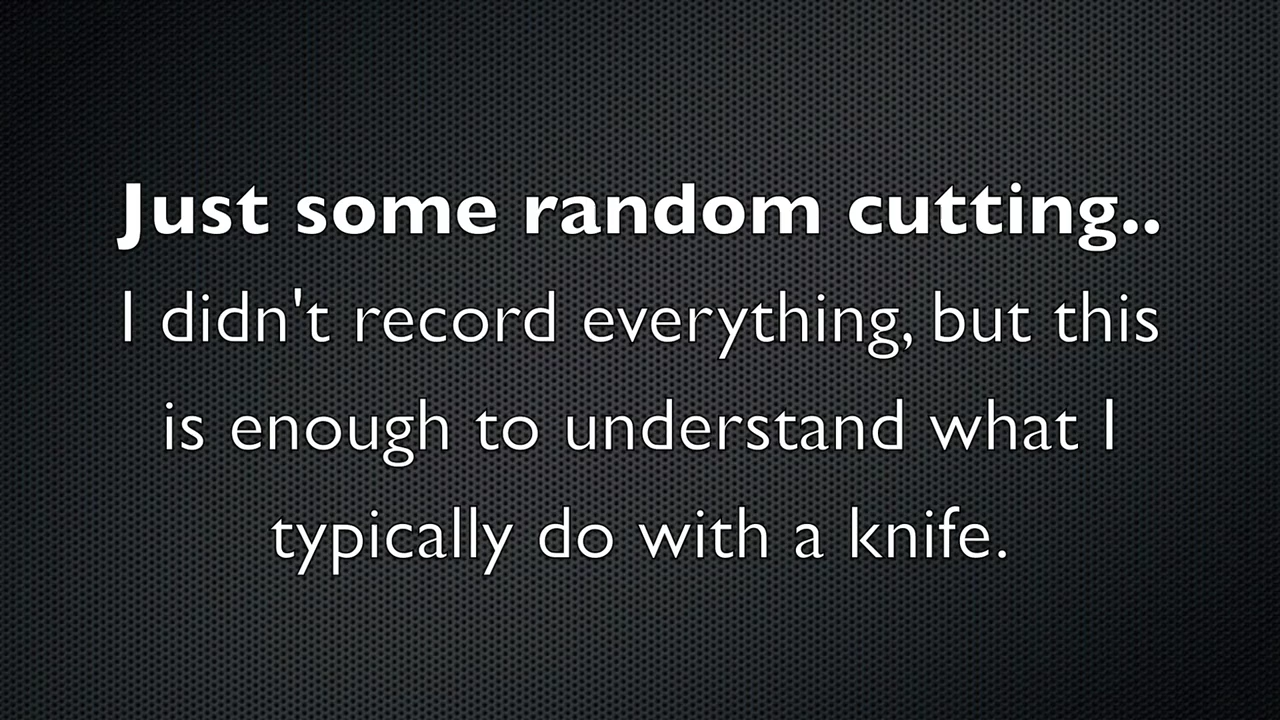 Just some random cutting..
I didn't record everything, but this
is enough to understand what I
typically do with a knife.